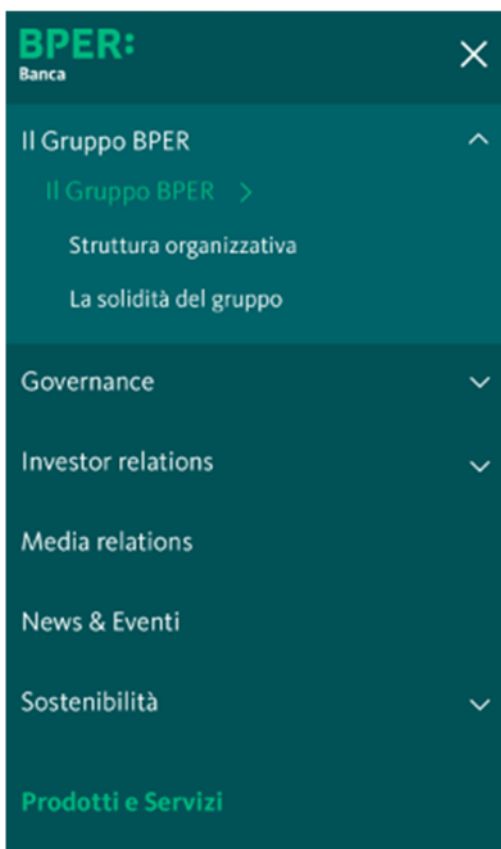 BPER:
Banca
Il Gruppo BPER
Il Gruppo BPER
Struttura organizzativa
La solidità del gruppo
Governance
Investor relations
Media relations
News & Eventi
Sostenibilità
Prodotti e Servizi